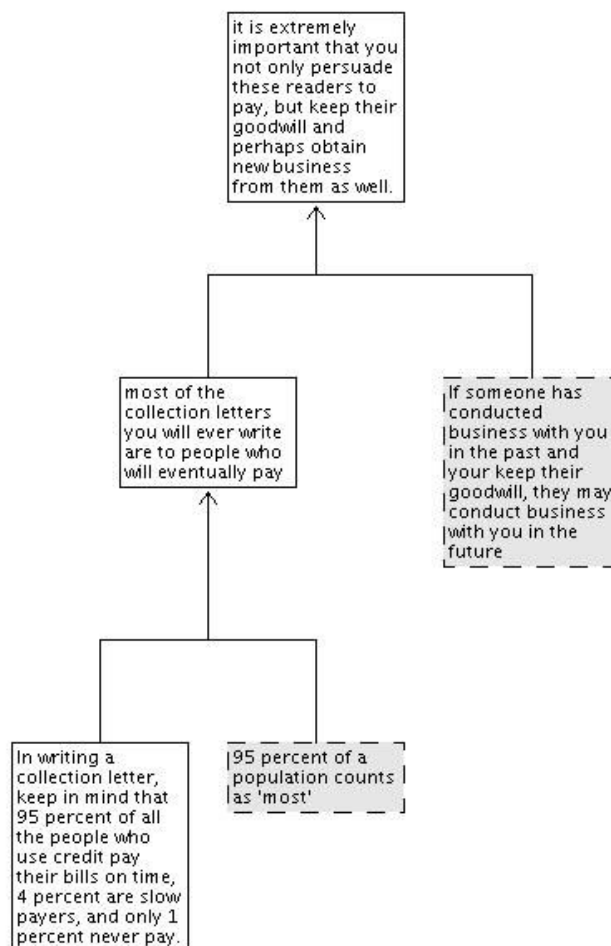 it is extremely
important that you
not only persuade
these readers to
pay, but keep their
goodwill and
perhaps obtain
new business
from them as well.
most of the
collection letters
you will ever write
are to people who
will eventually pay
If someone has
conducted
business with you
in the past and
your keep their
goodwill, they may
conduct business
with you in the
future
In writing a
collection letter,
keep in mind that
95 percent of all
the people who
use credit pay
their bills on time,
4 percent are slow
payers, and only 1
percent never pay.
95 percent of a
population counts
as 'most'